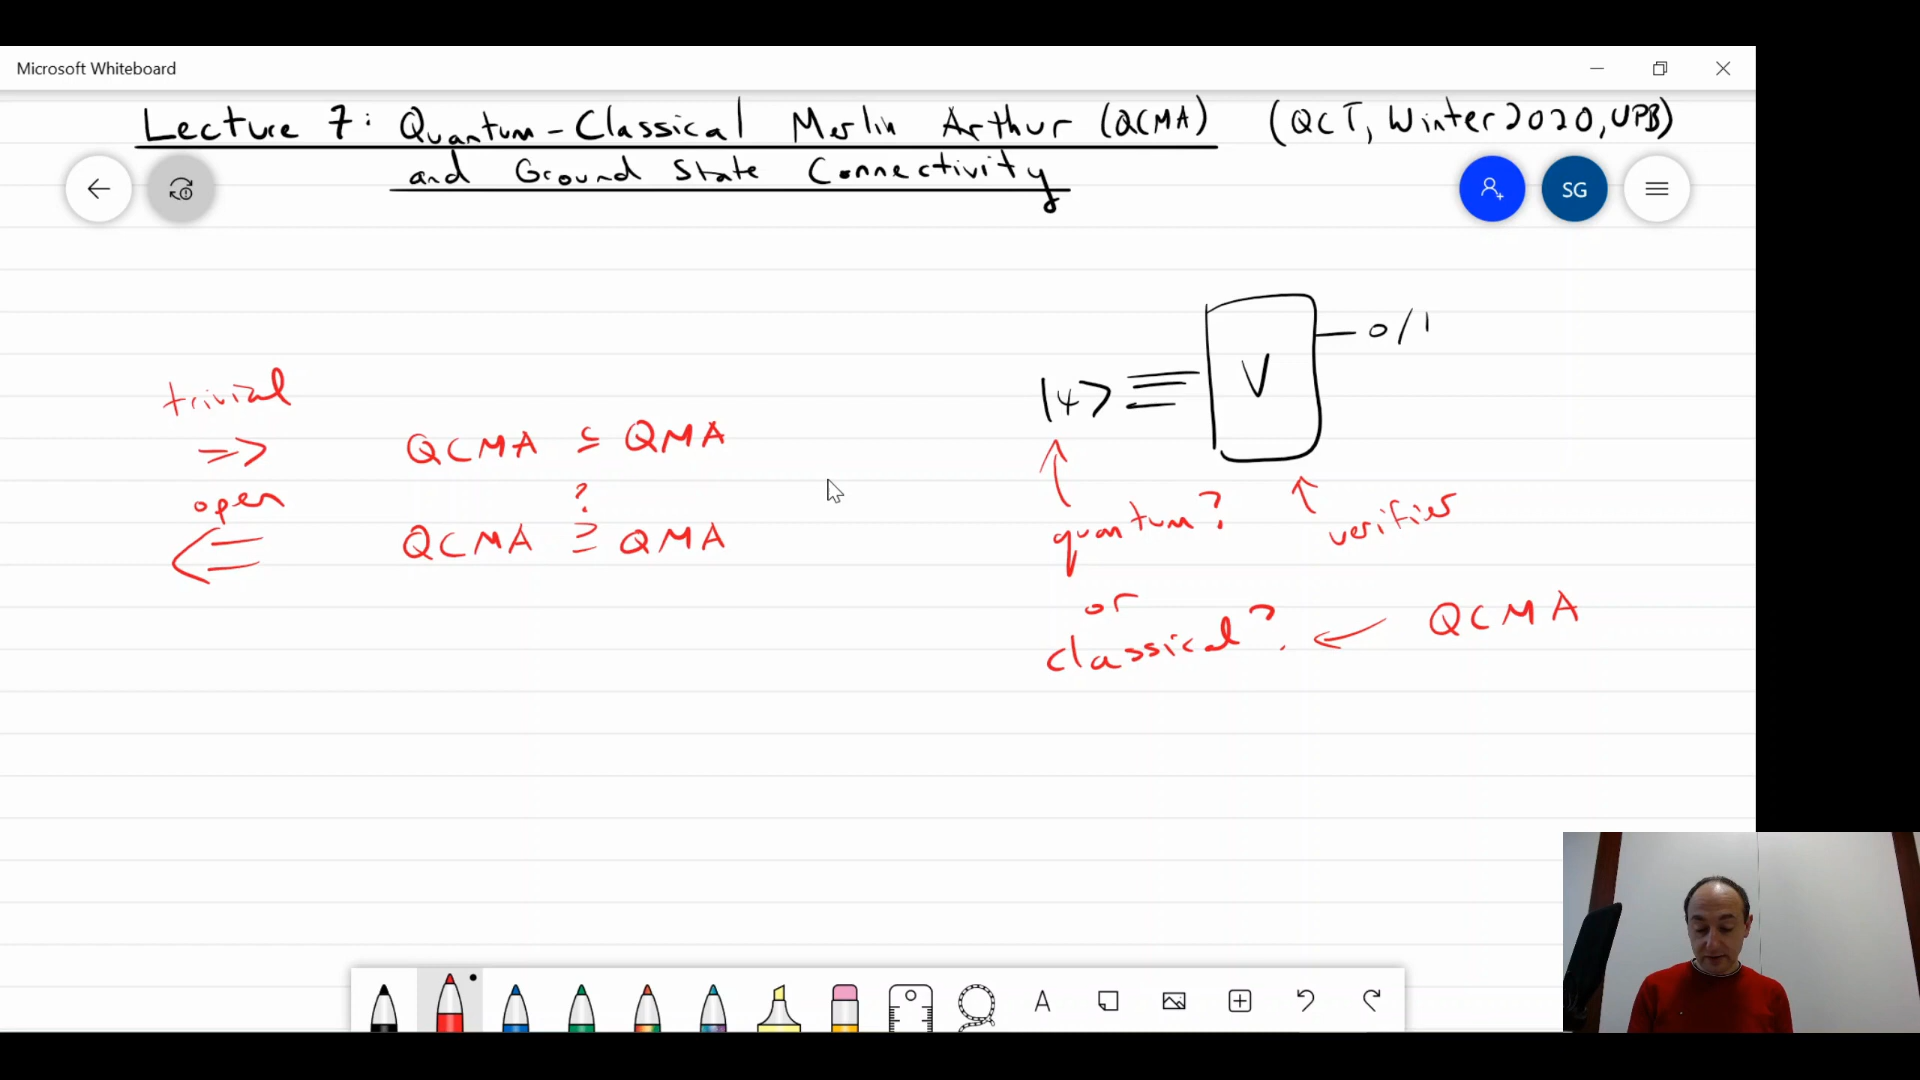 Microsoft Whiteboard
Lecture 7: Quantum-Classical Merlin Arthur (QCMA) (QCT, Winter 2020, UPB)
and Ground State Connectivity
SG
trivial
=> QCMA ⊆ QMA
open ?
<= QCMA ⊇ QMA
|ψ> V 0/1
quantum? verifier
or
classical? ← QCMA
A